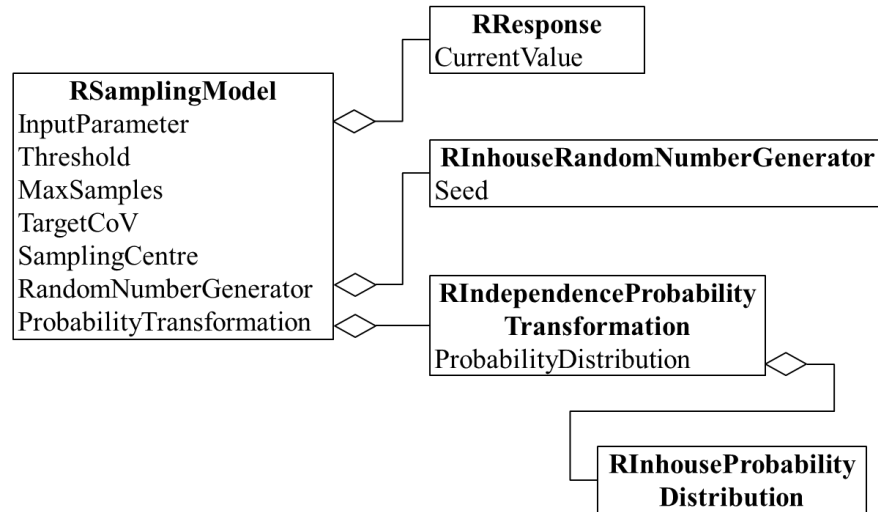 RResponse
CurrentValue
RSamplingModel
InputParameter
Threshold
MaxSamples
TargetCoV
SamplingCentre
RandomNumberGenerator
ProbabilityTransformation
RInhouseRandomNumberGenerator
Seed
RIndependenceProbability
Transformation
ProbabilityDistribution
RInhouseProbability
Distribution